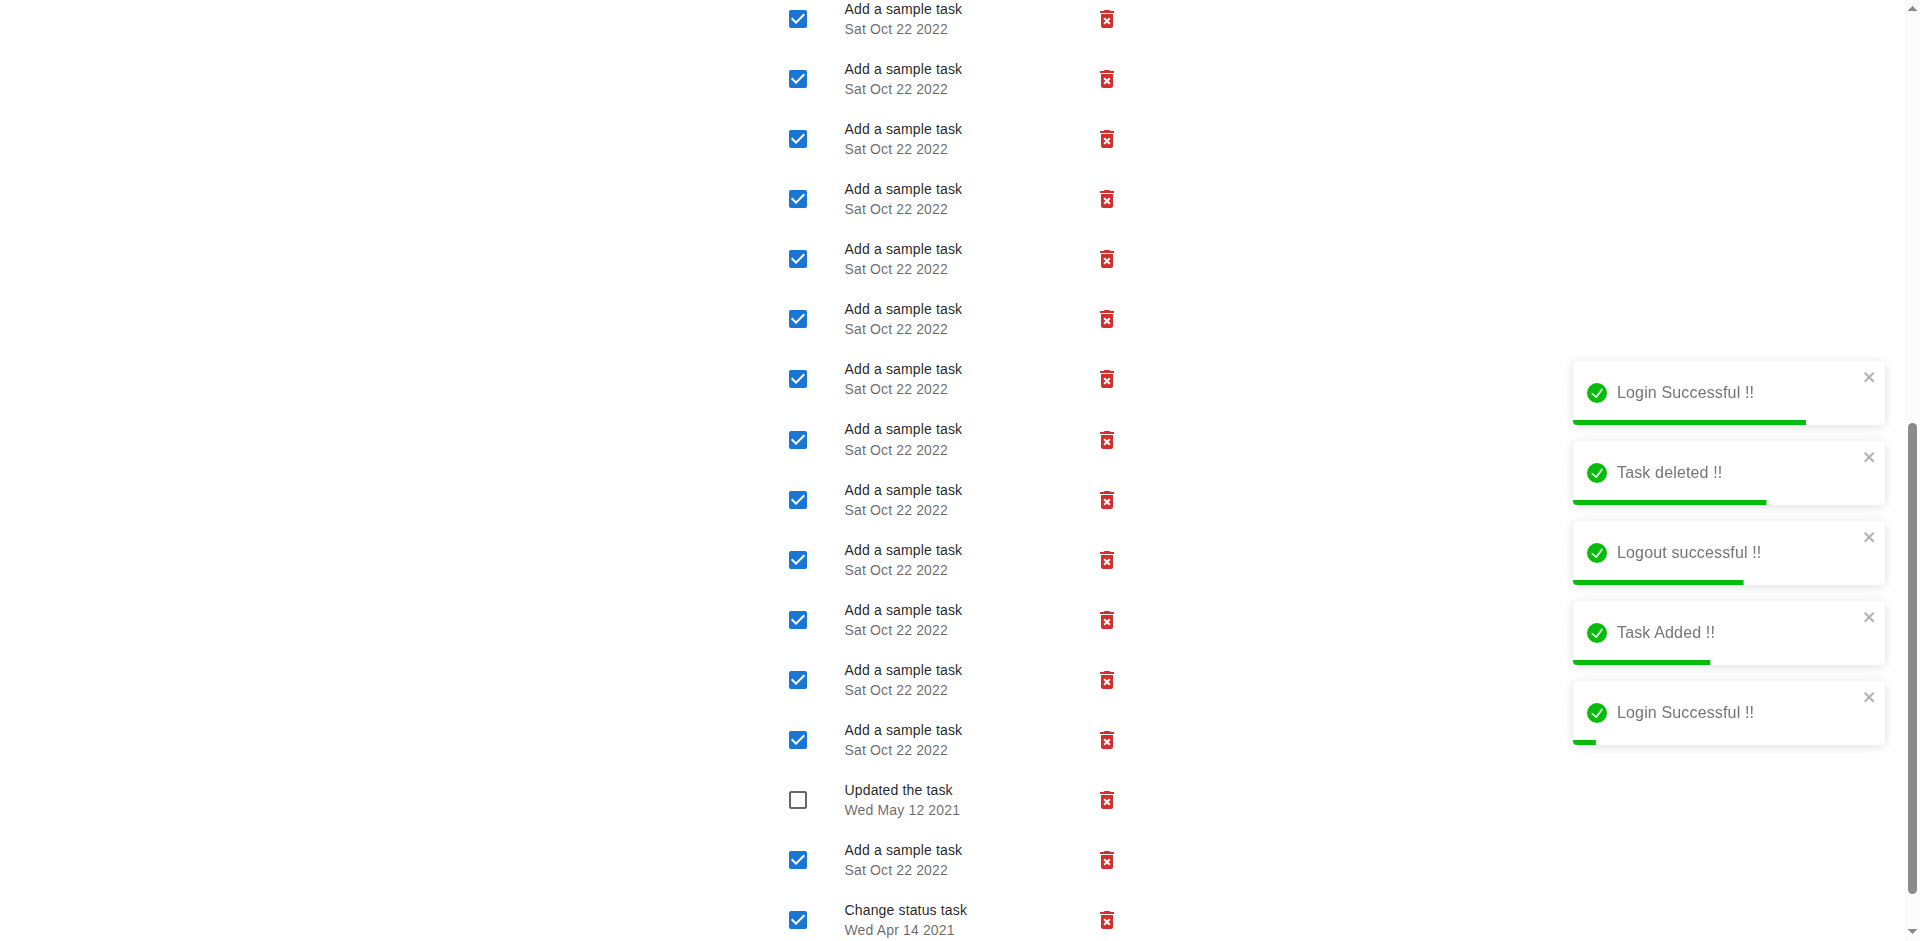 Add a sample task
Sat Oct 22 2022
Add a sample task
Sat Oct 22 2022
Add a sample task
Sat Oct 22 2022
Add a sample task
Sat Oct 22 2022
Add a sample task
Sat Oct 22 2022
Add a sample task
Sat Oct 22 2022
Add a sample task
Sat Oct 22 2022
Add a sample task
Sat Oct 22 2022
Add a sample task
Sat Oct 22 2022
Add a sample task
Sat Oct 22 2022
Add a sample task
Sat Oct 22 2022
Add a sample task
Sat Oct 22 2022
Add a sample task
Sat Oct 22 2022
Updated the task
Wed May 12 2021
Add a sample task
Sat Oct 22 2022
Change status task
Wed Apr 14 2021
Login Successful !!
Task deleted !!
Logout successful !!
Task Added !!
Login Successful !!